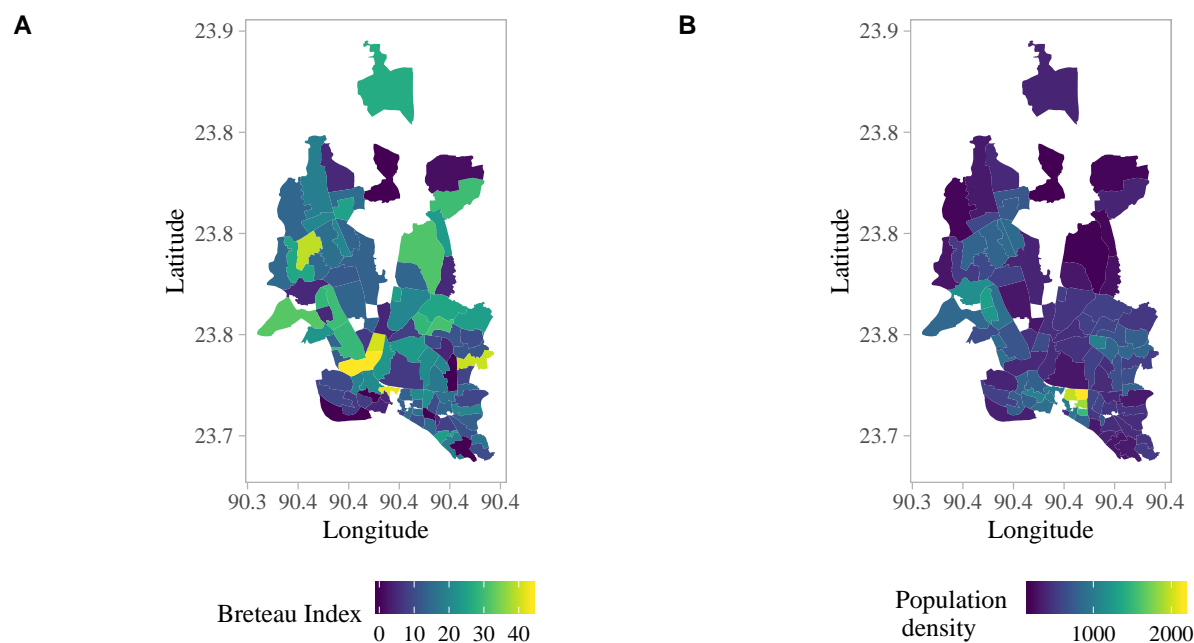 A
23.9
23.8
23.8
23.8
23.7
Latitude
90.3 90.4 90.4 90.4 90.4 90.4
Longitude
Breteau Index
0 10 20 30 40
B
23.9
23.8
23.8
23.8
23.7
Latitude
90.3 90.4 90.4 90.4 90.4 90.4
Longitude
Population
density
1000 2000